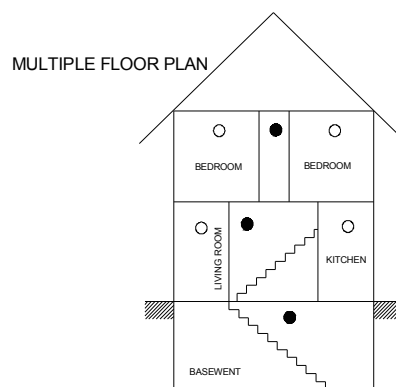 MULTIPLE FLOOR PLAN
BEDROOM
BEDROOM
LIVING ROOM
KITCHEN
BASEWENT